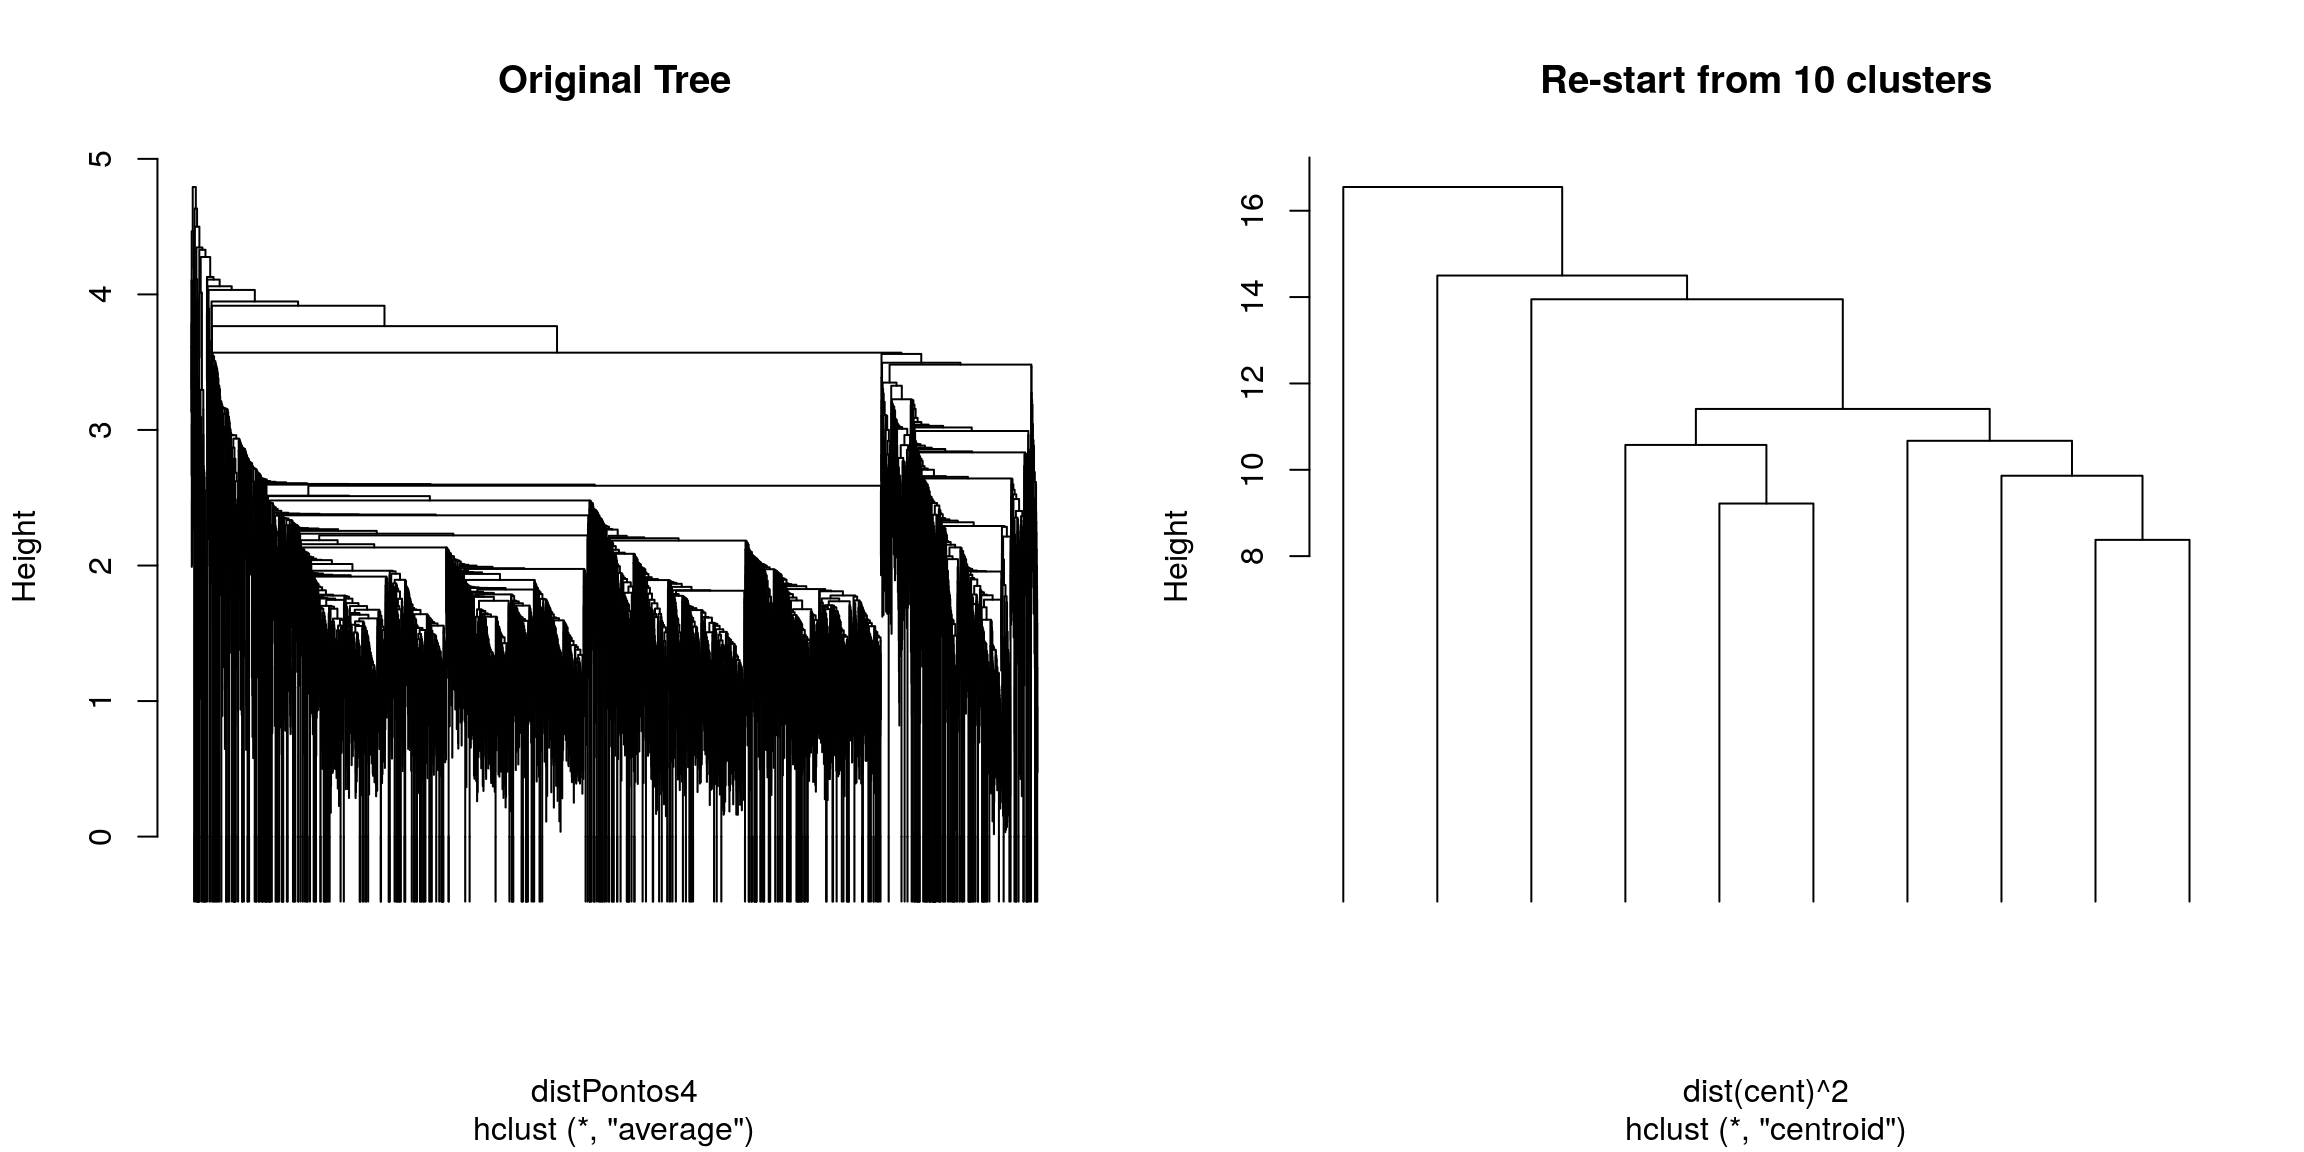 Original Tree
Height
5
4
3
2
1
0
distPontos4
hclust (*, "average")
Re-start from 10 clusters
Height
16
14
12
10
8
dist(cent)^2
hclust (*, "centroid")